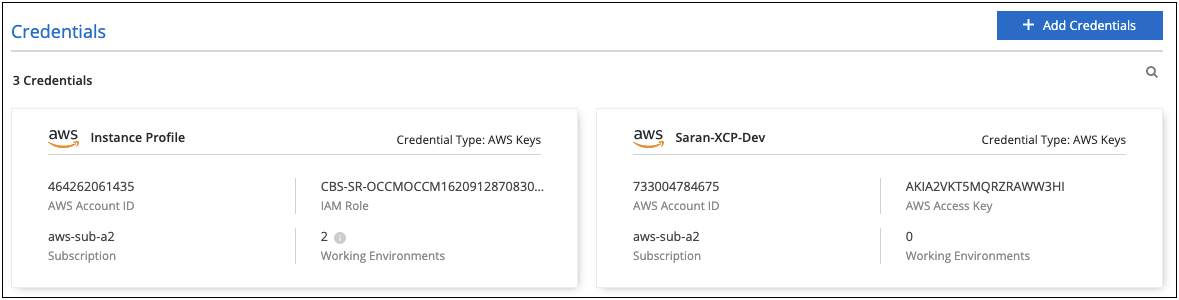 Credentials
+ Add Credentials
3 Credentials
aws Instance Profile Credential Type: AWS Keys
464262061435 CBS-SR-OCCMOCCM1620912870830...
AWS Account ID IAM Role
aws-sub-a2 2
Subscription Working Environments
aws Saran-XCP-Dev Credential Type: AWS Keys
733004784675 AKIA2VKT5MQRZRAWW3HI
AWS Account ID AWS Access Key
aws-sub-a2 0
Subscription Working Environments